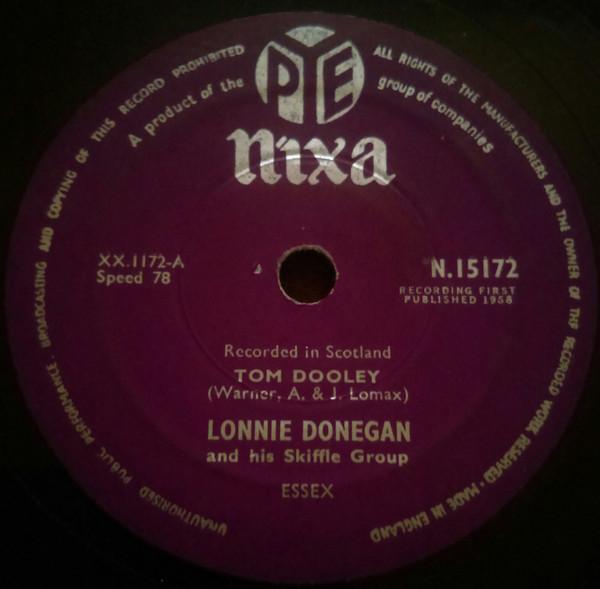 UNAUTHORISED PUBLIC PERFORMANCE · BROADCASTING AND COPYING OF THIS RECORD PROHIBITED
ALL RIGHTS OF THE MANUFACTURERS AND THE OWNER OF THE RECORDED WORK RESERVED · MADE IN ENGLAND
A product of the
PYE
group of companies
nixa
XX.1172-A
Speed 78
N.15172
RECORDING FIRST
PUBLISHED 1958
Recorded in Scotland
TOM DOOLEY
(Warner, A. & J. Lomax)
LONNIE DONEGAN
and his Skiffle Group
ESSEX